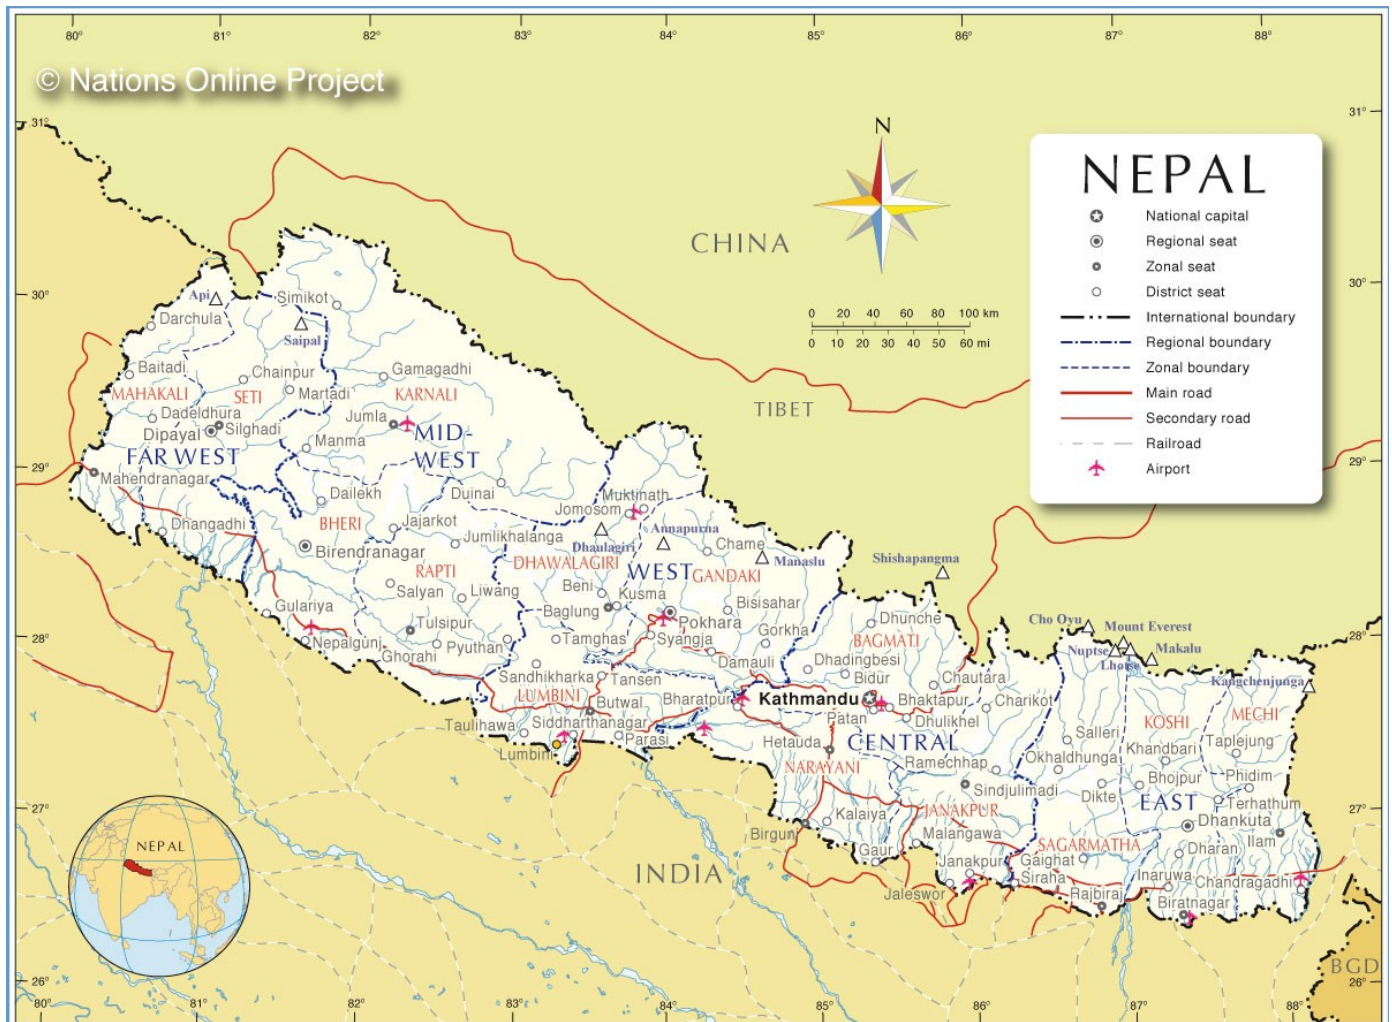 80°
81°
82°
83°
84°
85°
86°
87°
88°
© Nations Online Project
31°
31°
N
NEPAL
National capital
Regional seat
Zonal seat
District seat
International boundary
Regional boundary
Zonal boundary
Main road
Secondary road
Railroad
Airport
CHINA
TIBET
0 20 40 60 80 100 km
0 20 40 60 mi
30°
30°
Api
Simikot
Darchula
Saipal
Baitadi
Chainpur
Gamagadhi
MAHAKALI
SETI
Martadi
KARNALI
Dadeldhura
Jumla
Dipayal
Silghadi
Manma
MID-
WEST
FAR WEST
29°
29°
Mahendranagar
Dailekh
Duinai
Muktinath
Jomosom
Dhangadhi
BHERI
Jajarkot
Annapurna
Jumlikhalanga
Dhaulagiri
Chame
Birendranagar
Manaslu
Shishapangma
RAPTI
DHAWALAGIRI
WEST
GANDAKI
Salyan
Liwang
Beni
Kusma
Gulariya
Baglung
Bisisahar
Tulsipur
Pokhara
Dhunche
28°
28°
Cho Oyu
Mount Everest
Nepalgunj
Ghorahi
Pyuthan
Tamghas
Syangja
Gorkha
BAGMATI
Nuptse
Makalu
Lhotse
Damauli
Dhadingbesi
Sandhikharka
Tansen
Bidur
Chautara
Kangchenjunga
LUMBINI
Butwal
Bharatpur
Kathmandu
Bhaktapur
Charikot
Taulihawa
Siddharthanagar
Patan
Dhulikhel
KOSHI
MECHI
Lumbini
Parasi
Hetauda
CENTRAL
Salleri
Khandbari
Taplejung
NARAYANI
Ramechhap
Okhaldhunga
Bhojpur
Phidim
Sindjulimadi
Dikte
EAST
Terhathum
27°
27°
Kalaiya
JANAKPUR
Dhankuta
Birgunj
Malangawa
SAGARMATHA
Dharan
Ilam
NEPAL
Gaur
Janakpur
Gaighat
Siraha
Inaruwa
Chandragadhi
INDIA
Jaleswor
Rajbiraj
Biratnagar
BGD
26°
26°
80°
81°
82°
83°
84°
85°
86°
87°
88°